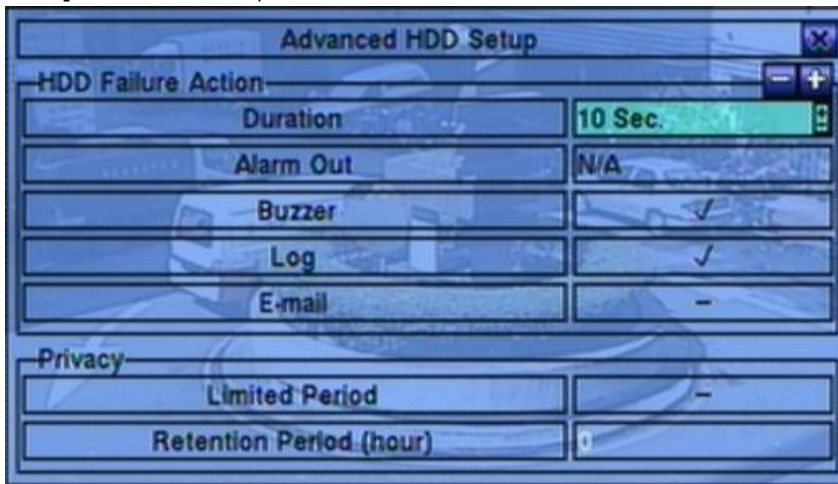 Advanced HDD Setup
HDD Failure Action
Duration 10 Sec.
Alarm Out N/A
Buzzer √
Log √
E-mail –
Privacy
Limited Period –
Retention Period (hour) 0